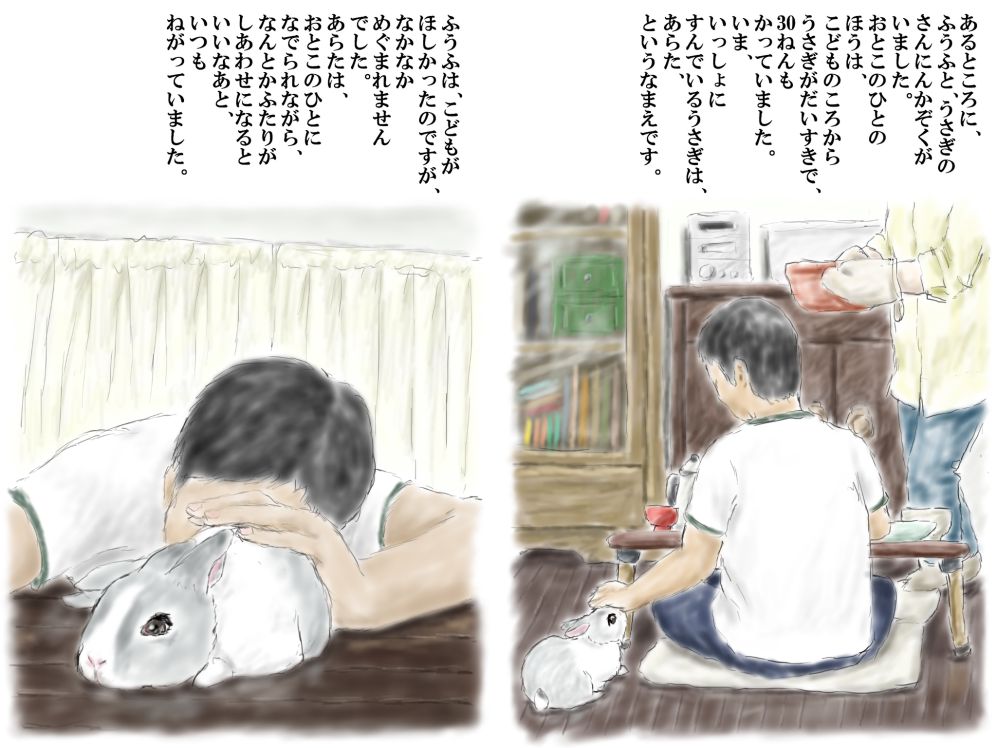 あるところに、
ふうふと、うさぎの
さんにんかぞくが
いました。
おとこのひとの
ほうは、
こどものころから
うさぎがだいすきで、
30ねんも
かっていました。
いま、
いっしょに
すんでいるうさぎは、
あらた、
というなまえです。
ふうふは、こどもが
ほしかったのですが、
なかなか
めぐまれません
でした。
あらたは、
おとこのひとに
なでられながら、
なんとかふたりが
しあわせになると
いいなあと、
いつも
ねがっていました。